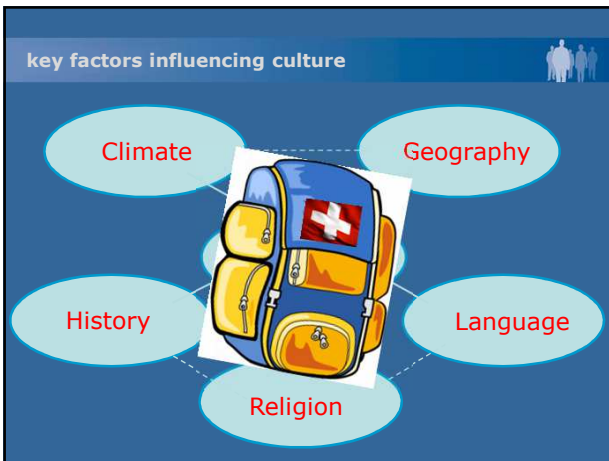 key factors influencing culture
Climate
Geography
History
Language
Religion